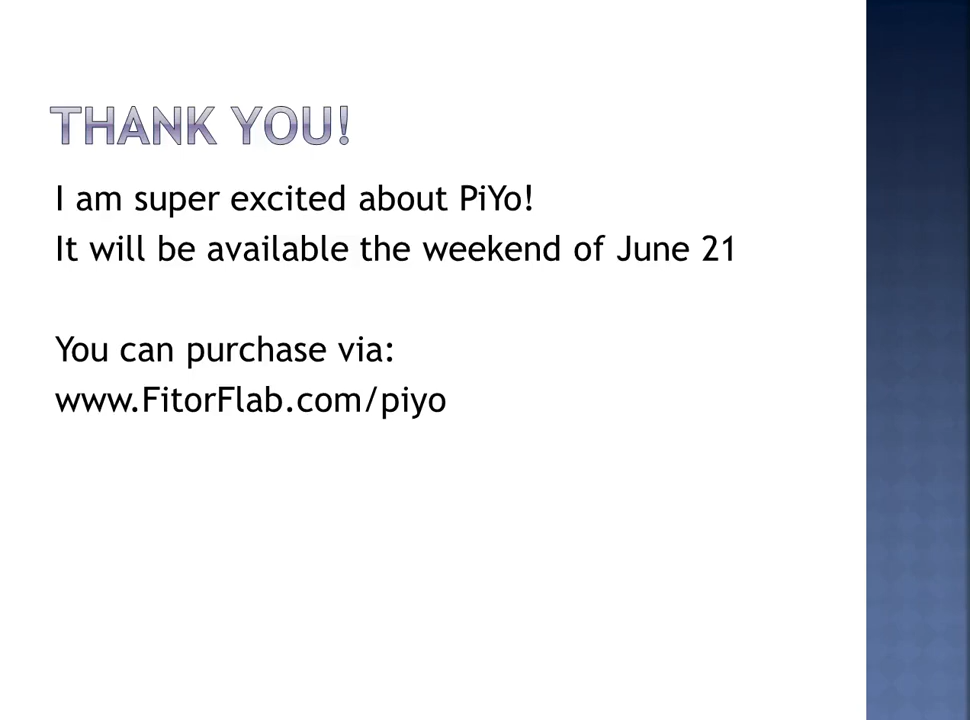 THANK YOU!
I am super excited about PiYo!
It will be available the weekend of June 21
You can purchase via:
www.FitorFlab.com/piyo